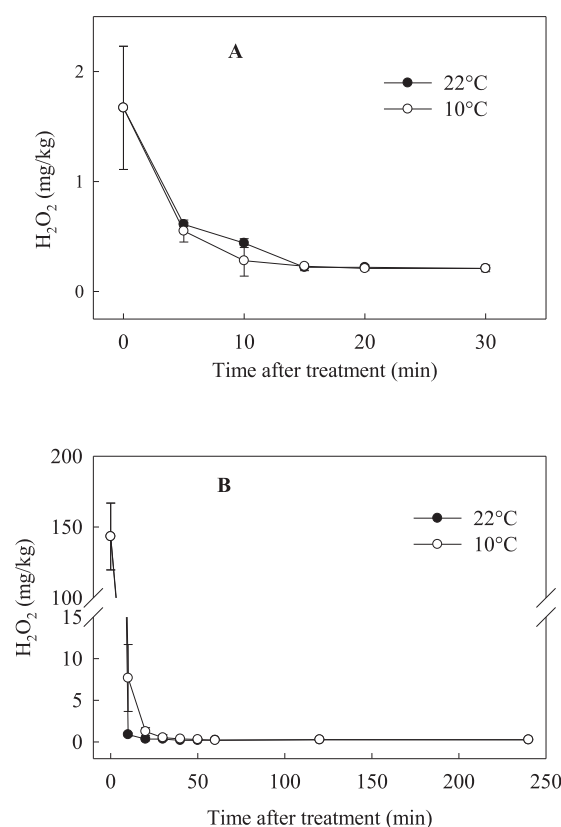 A
2
22°C
10°C
H₂O₂ (mg/kg)
1
0
0 10 20 30
Time after treatment (min)
200
B
22°C
150
10°C
H₂O₂ (mg/kg)
100
15
10
5
0
0 50 100 150 200 250
Time after treatment (min)